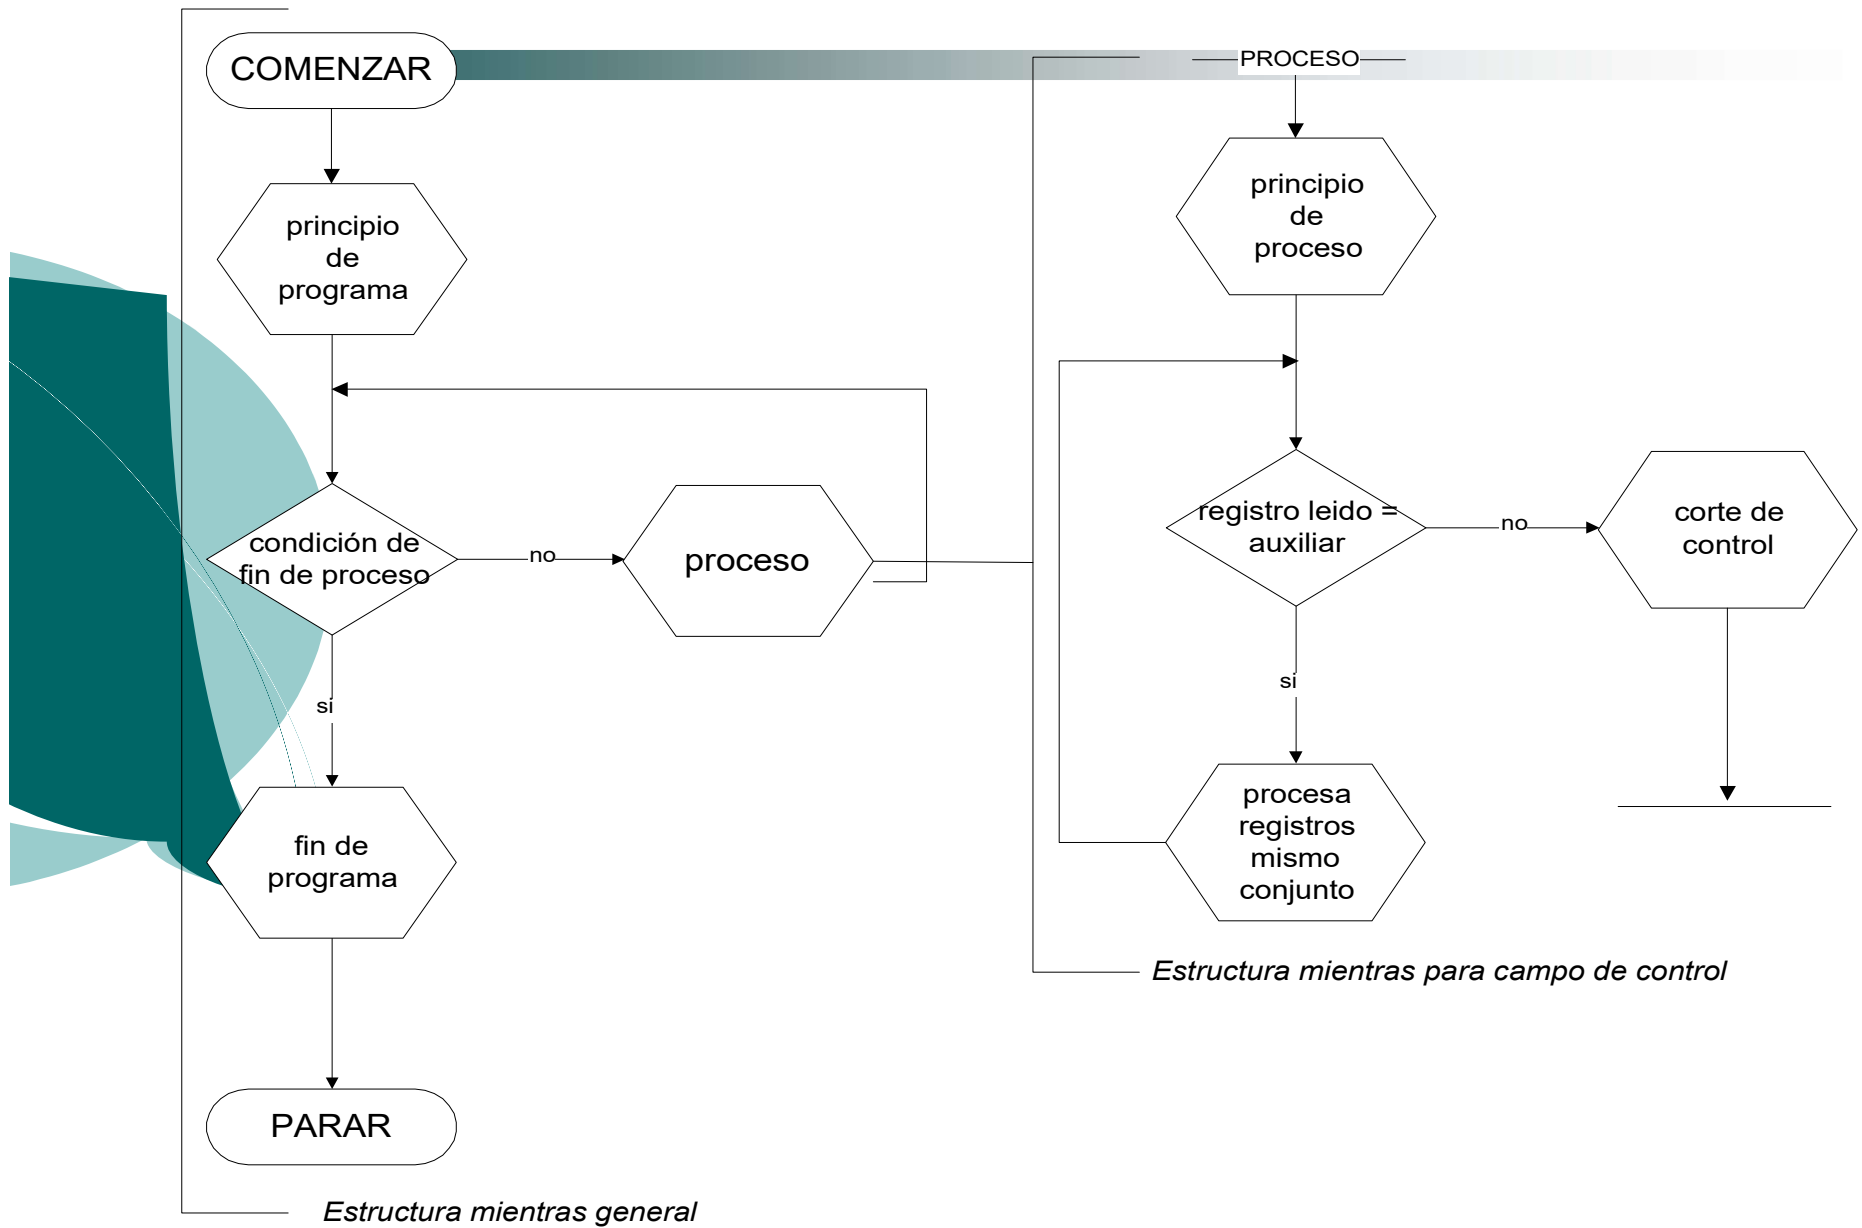 COMENZAR
principio
de
programa
condición de
fin de proceso
no
proceso
si
fin de
programa
PARAR
Estructura mientras general
PROCESO
principio
de
proceso
registro leido =
auxiliar
no
corte de
control
si
procesa
registros
mismo
conjunto
Estructura mientras para campo de control